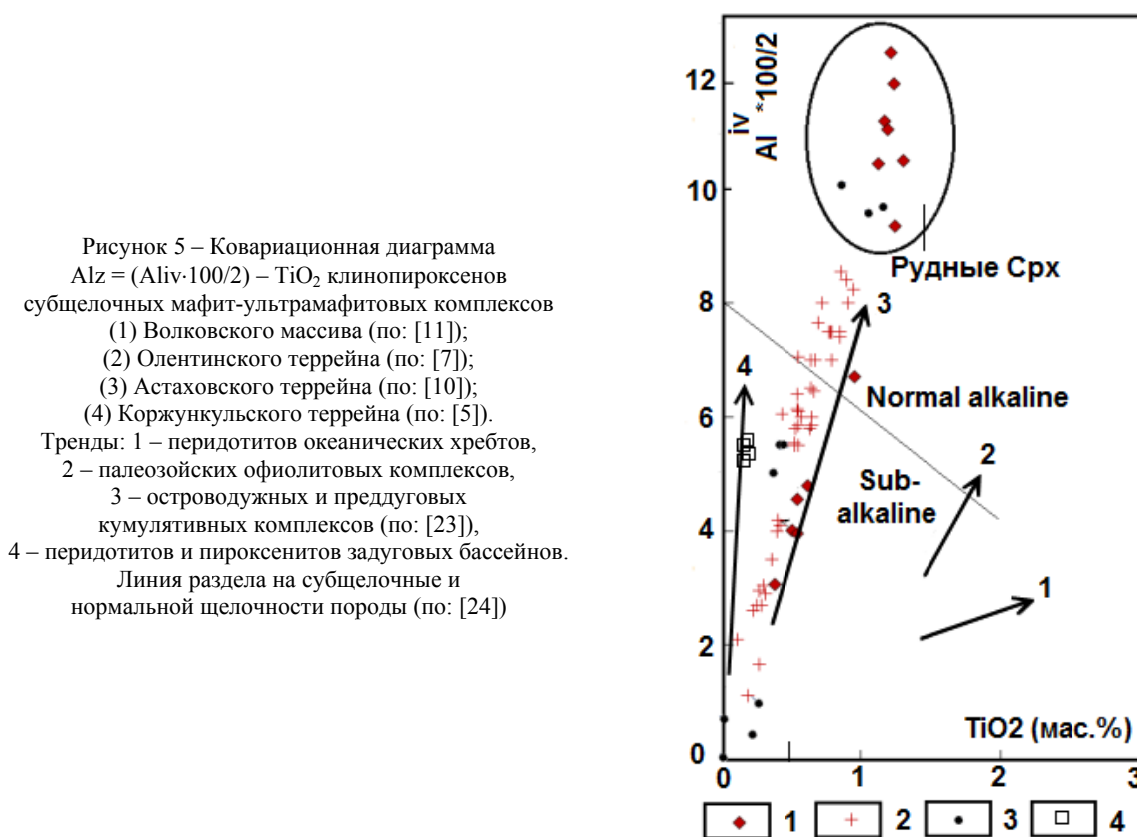 Рисунок 5 – Ковариационная диаграмма
Alz = (Aliv·100/2) – TiO2 клинопироксенов
субщелочных мафит-ультрамафитовых комплексов
(1) Волковского массива (по: [11]);
(2) Олентинского террейна (по: [7]);
(3) Астаховского террейна (по: [10]);
(4) Коржункульского террейна (по: [5]).
Тренды: 1 – перидотитов океанических хребтов,
2 – палеозойских офиолитовых комплексов,
3 – островодужных и преддуговых
кумулятивных комплексов (по: [23]),
4 – перидотитов и пироксенитов задуговых бассейнов.
Линия раздела на субщелочные и
нормальной щелочности породы (по: [24])
12
10
8
6
4
2
0
iv
Al *100/2
Рудные Cpx
3
4
Normal alkaline
2
Sub-
alkaline
1
TiO2 (мас.%)
0 1 2 3
1 2 3 4